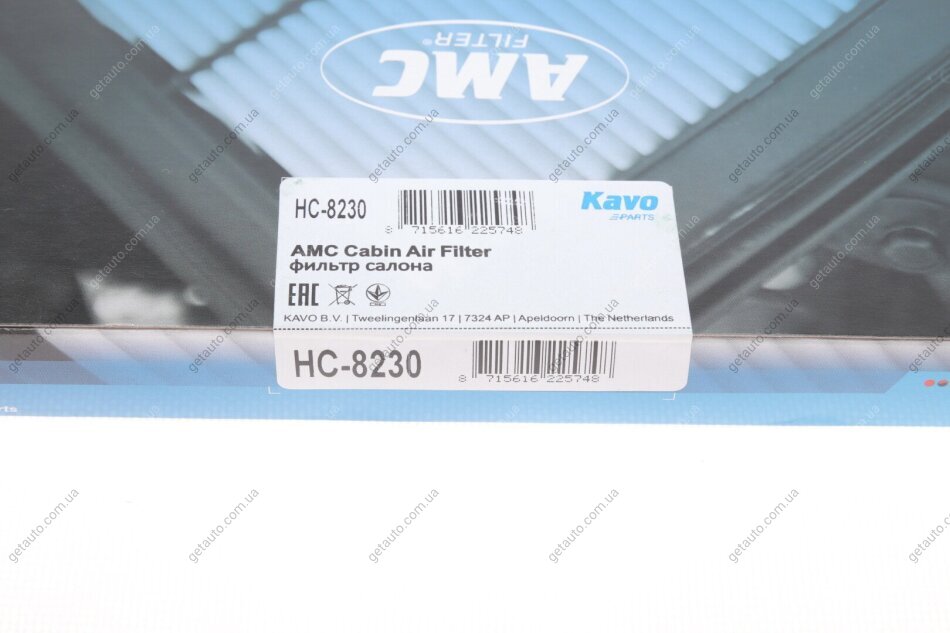 AMC
FILTER®
HC-8230
8 715616 225748
Kavo
PARTS
AMC Cabin Air Filter
фильтр салона
EAC
KAVO B.V. | Tweelingenlaan 17 | 7324 AP | Apeldoorn | The Netherlands
HC-8230
8 715616 225748
rts
getauto.com.ua